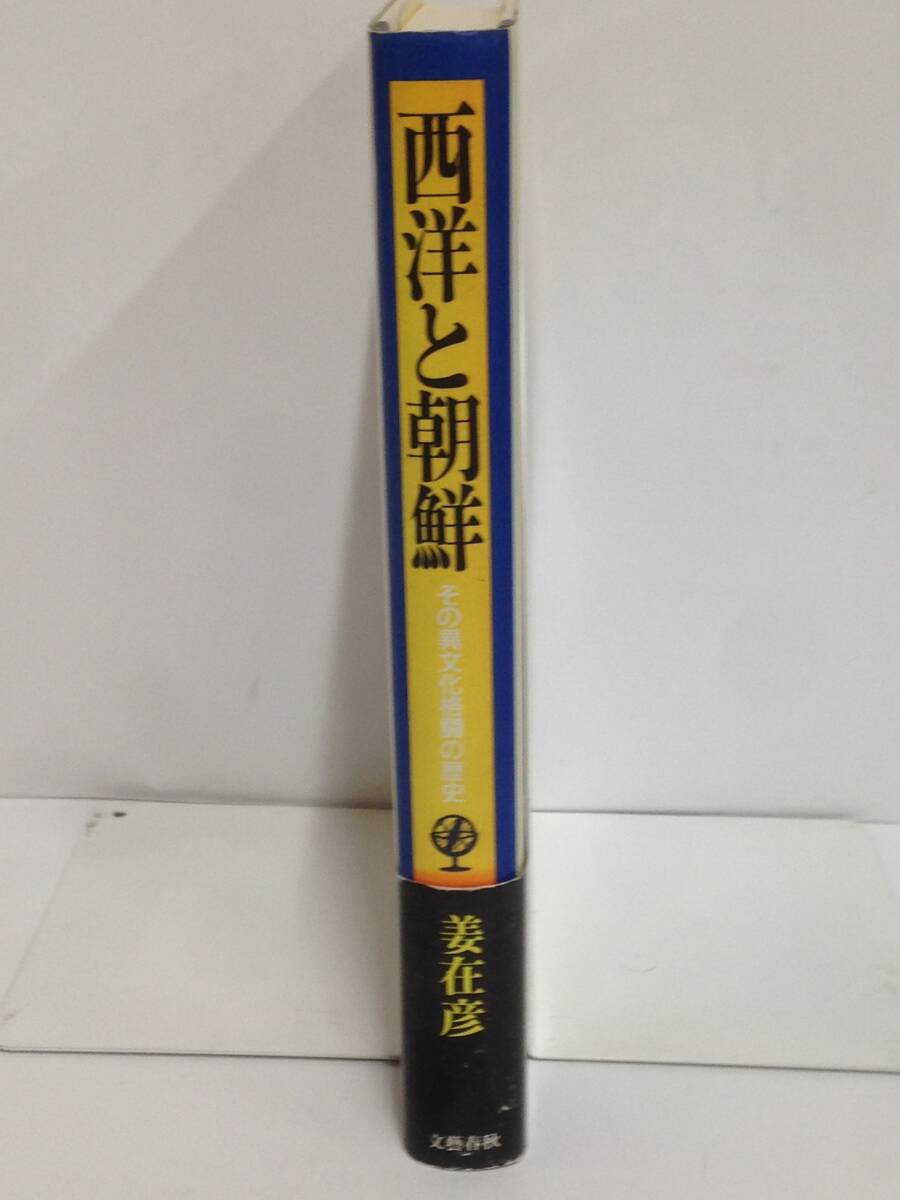 西洋と朝鮮
その異文化格闘の歴史
姜在彦
文藝春秋